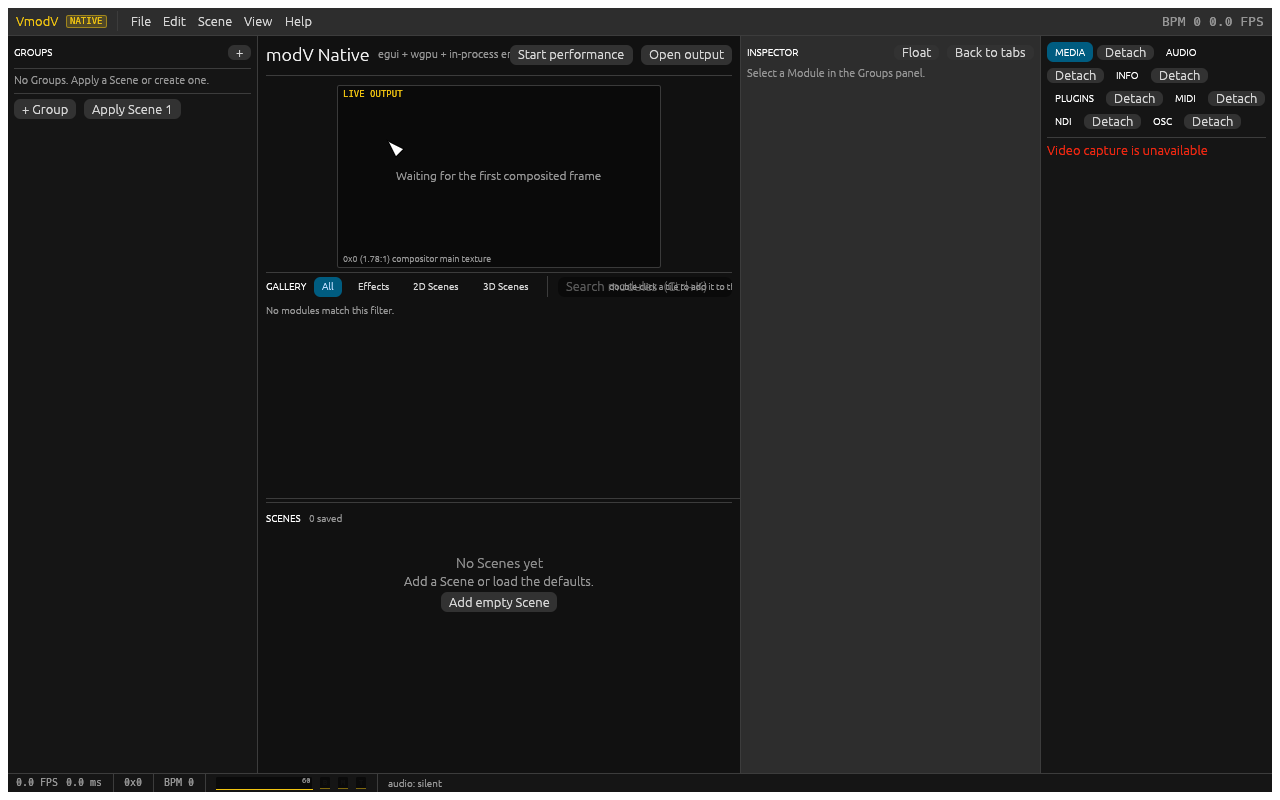 VmodV NATIVE File Edit Scene View Help BPM 0 0.0 FPS
GROUPS +
No Groups. Apply a Scene or create one.
+ Group Apply Scene 1
modV Native egui + wgpu + in-process en Start performance Open output
LIVE OUTPUT
Waiting for the first composited frame
0x0 (1.78:1) compositor main texture
GALLERY All Effects 2D Scenes 3D Scenes Search
No modules match this filter.
SCENES 0 saved
No Scenes yet
Add a Scene or load the defaults.
Add empty Scene
INSPECTOR Float Back to tabs
Select a Module in the Groups panel.
MEDIA Detach AUDIO
Detach INFO Detach
PLUGINS Detach MIDI Detach
NDI Detach OSC Detach
Video capture is unavailable
0.0 FPS 0.0 ms 0x0 BPM 0 60 audio: silent